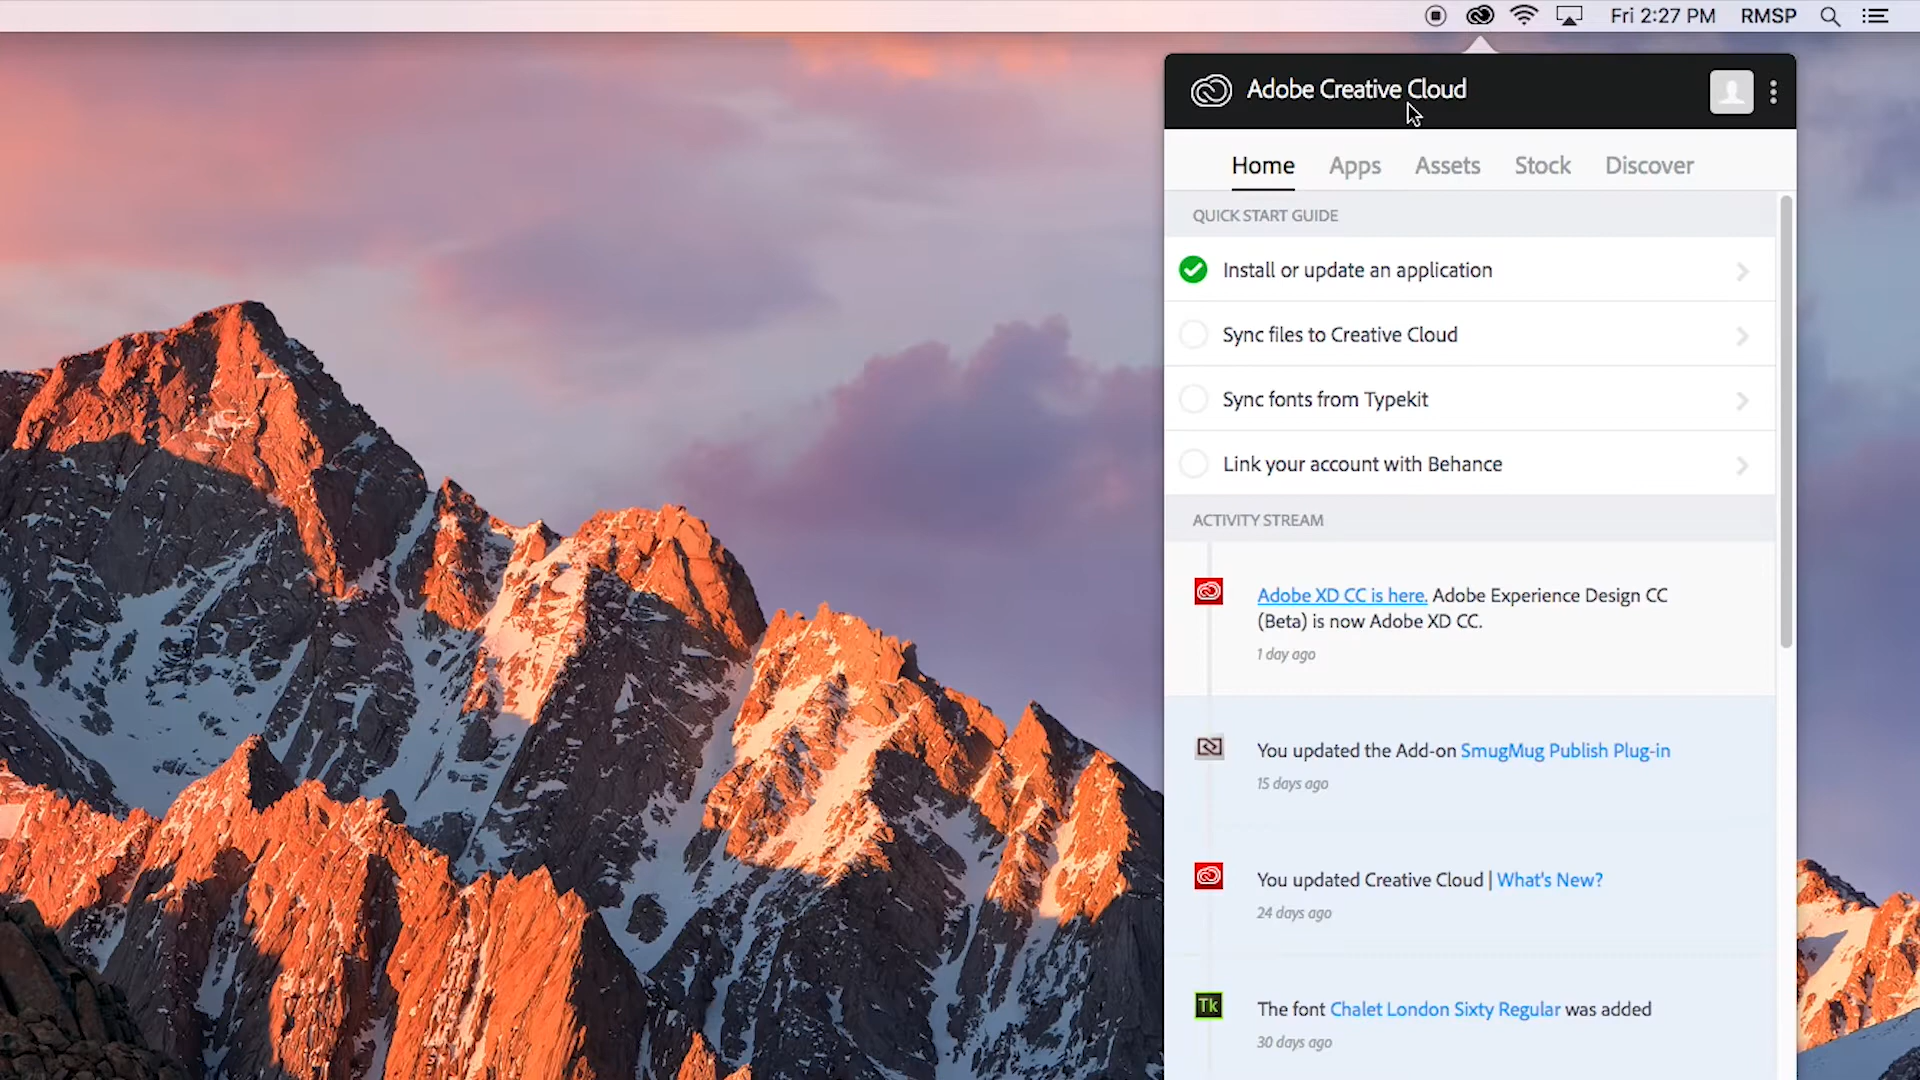 Fri 2:27 PM RMSP
Adobe Creative Cloud
Home Apps Assets Stock Discover
QUICK START GUIDE
Install or update an application
Sync files to Creative Cloud
Sync fonts from Typekit
Link your account with Behance
ACTIVITY STREAM
Adobe XD CC is here. Adobe Experience Design CC
(Beta) is now Adobe XD CC.
1 day ago
You updated the Add-on SmugMug Publish Plug-in
15 days ago
You updated Creative Cloud | What's New?
24 days ago
Tk
The font Chalet London Sixty Regular was added
30 days ago